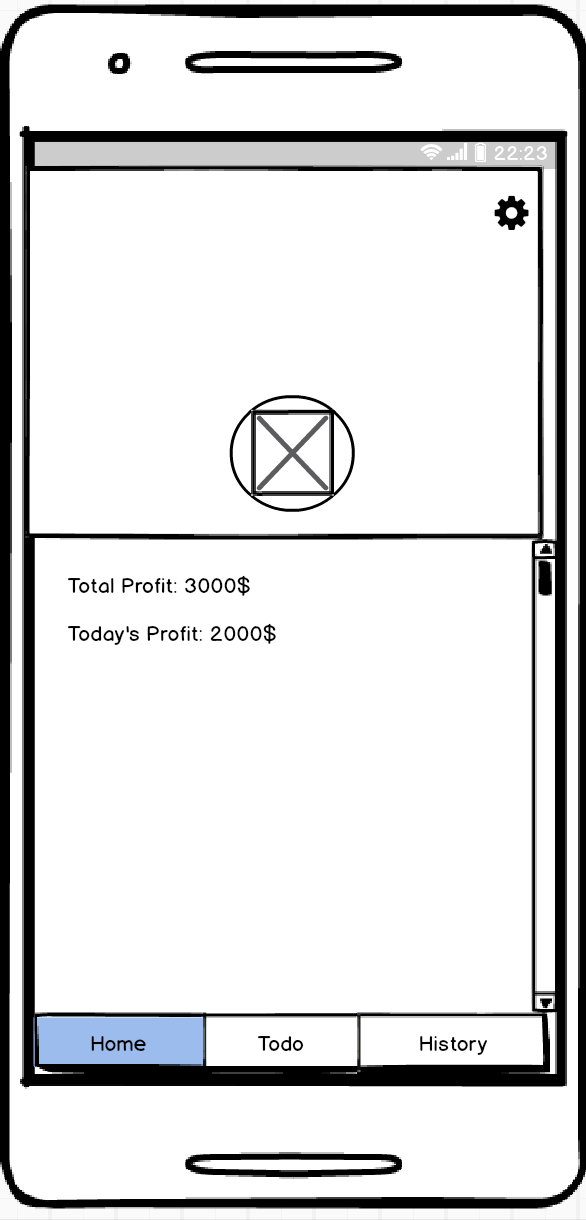 22:23
Total Profit: 3000$
Today's Profit: 2000$
Home Todo History